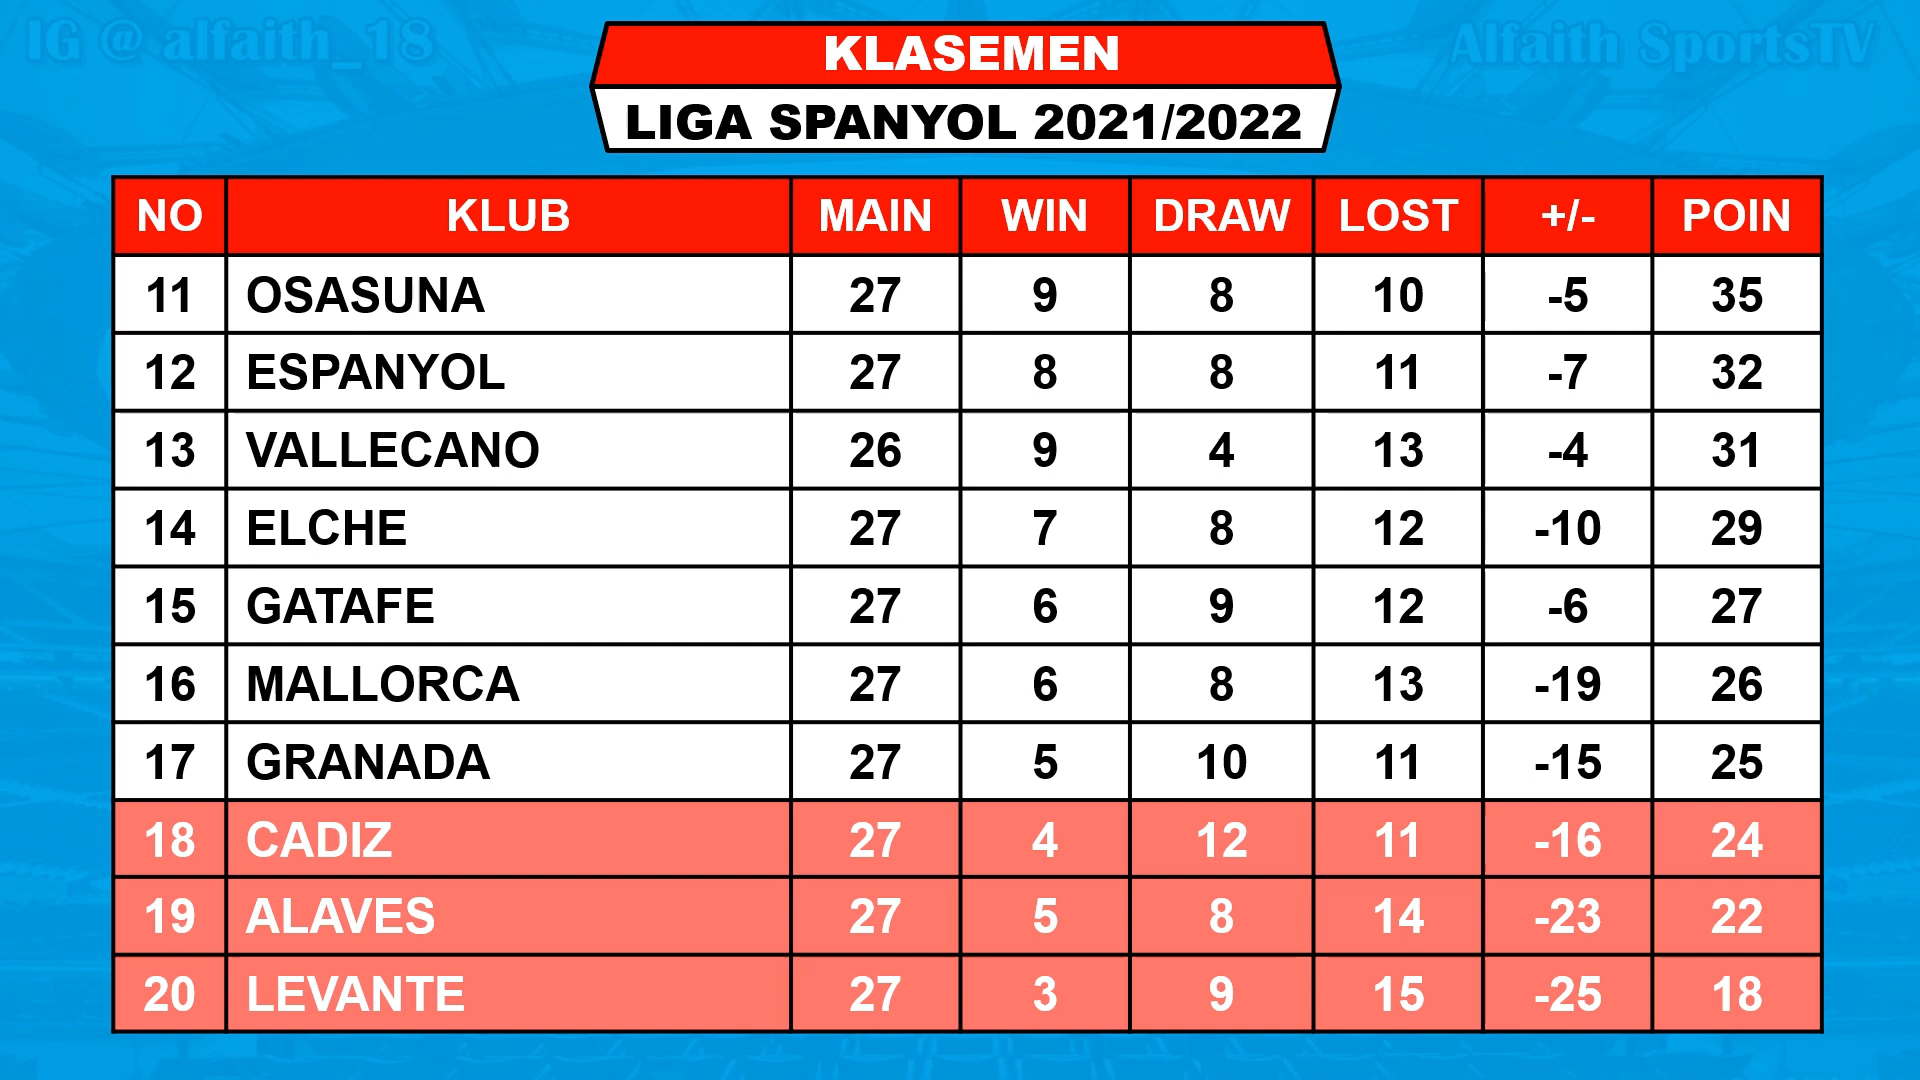 IG @ alfaith_18
Alfaith SportsTV
KLASEMEN
LIGA SPANYOL 2021/2022
NO KLUB MAIN WIN DRAW LOST +/- POIN
11 OSASUNA 27 9 8 10 -5 35
12 ESPANYOL 27 8 8 11 -7 32
13 VALLECANO 26 9 4 13 -4 31
14 ELCHE 27 7 8 12 -10 29
15 GATAFE 27 6 9 12 -6 27
16 MALLORCA 27 6 8 13 -19 26
17 GRANADA 27 5 10 11 -15 25
18 CADIZ 27 4 12 11 -16 24
19 ALAVES 27 5 8 14 -23 22
20 LEVANTE 27 3 9 15 -25 18